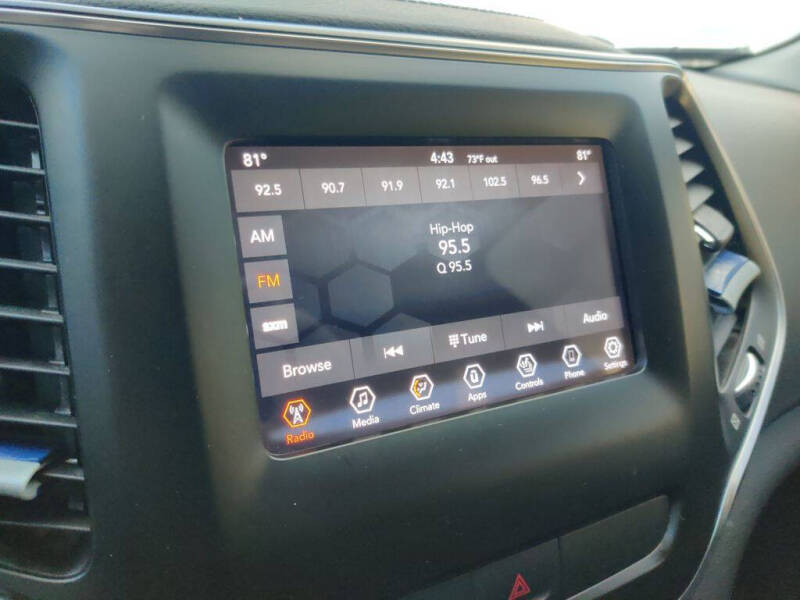 81° 4:43 73°F out 81°
92.5 90.7 91.9 92.1 102.5 96.5
AM
FM
sxm
Hip-Hop
95.5
Q 95.5
Browse Tune Audio
Radio Media Climate Apps Controls Phone Settings